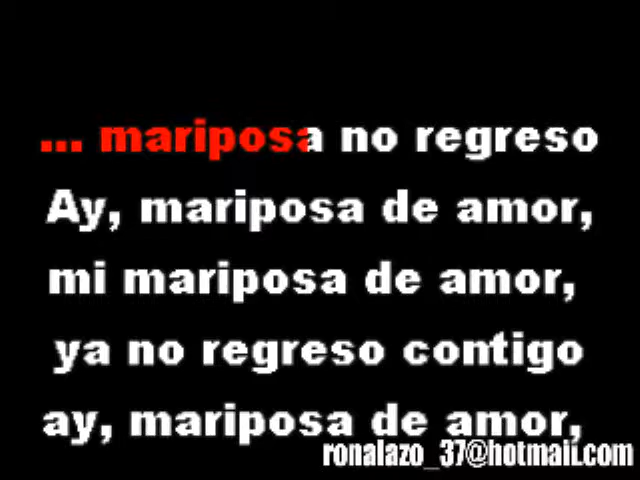 ... mariposa no regreso
Ay, mariposa de amor,
mi mariposa de amor,
ya no regreso contigo
ay, mariposa de amor,
ronalazo_37@hotmail.com